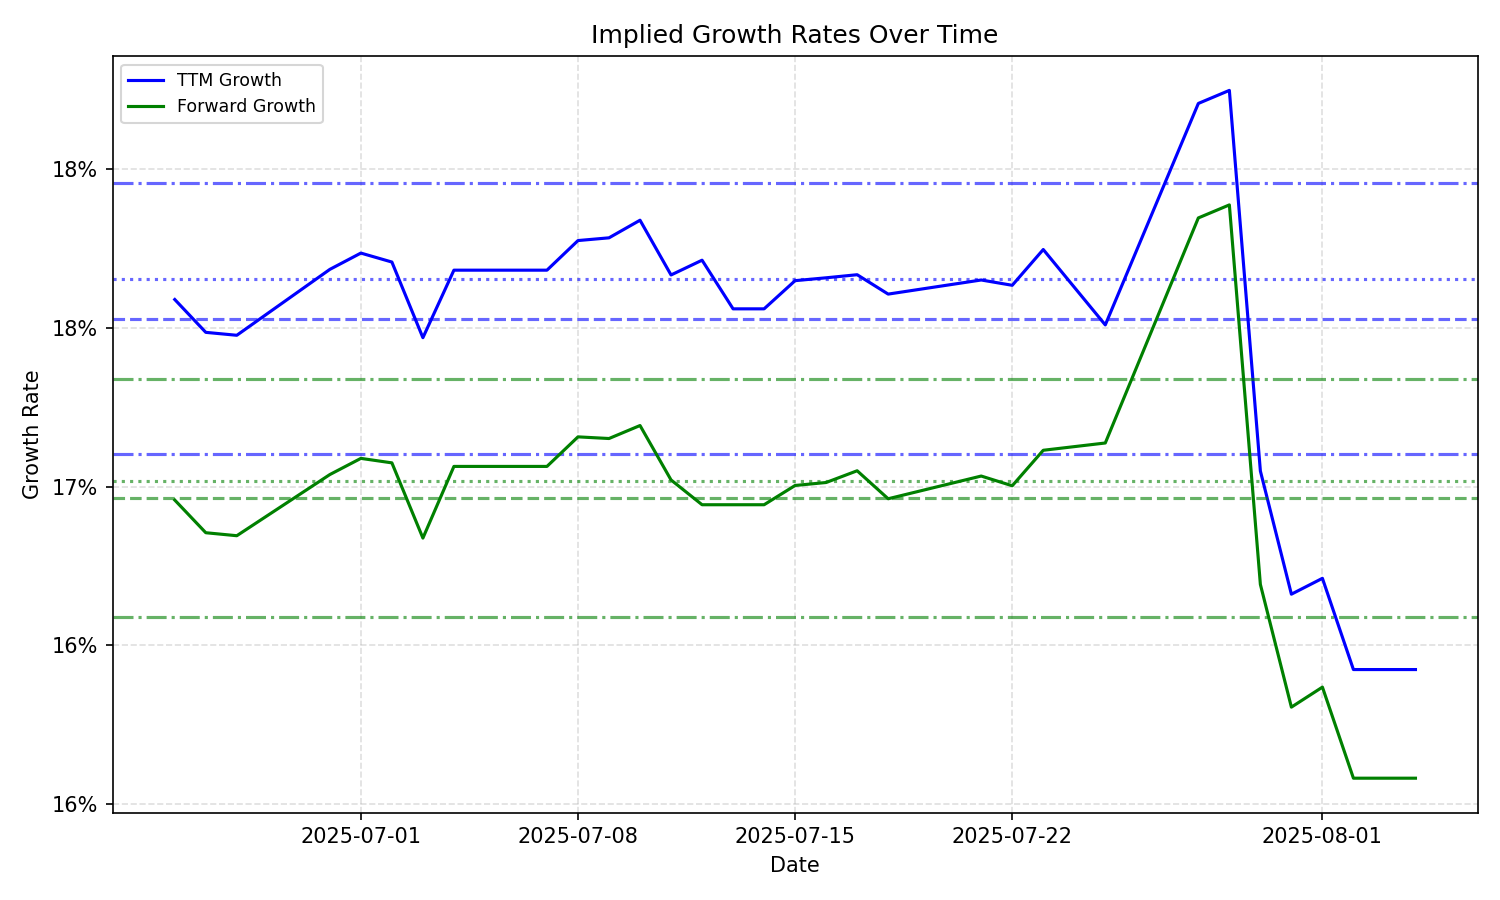 Implied Growth Rates Over Time
TTM Growth
Forward Growth
18%
18%
17%
16%
16%
Growth Rate
2025-07-01
2025-07-08
2025-07-15
2025-07-22
2025-08-01
Date